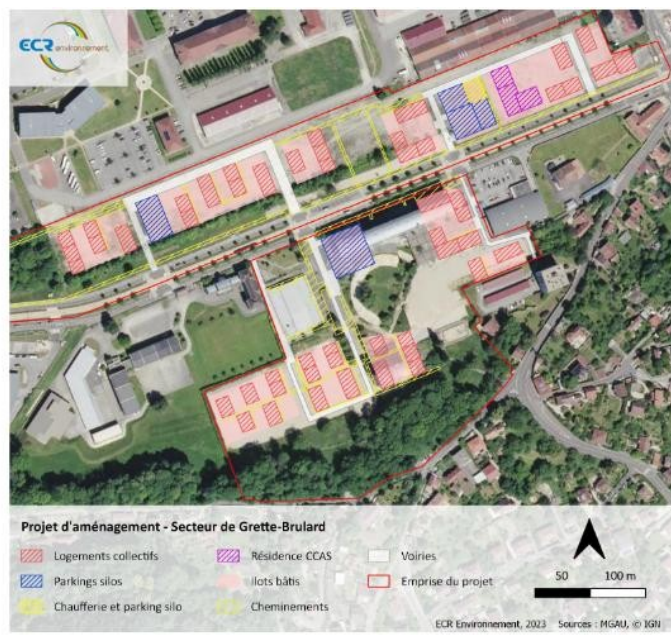 ECR environnement
Projet d'aménagement - Secteur de Grette-Brulard
Logements collectifs
Résidence CCAS
Voiries
Parkings silos
Ilots bâtis
Emprise du projet
Chaufferie et parking silo
Cheminements
50 100 m
ECR Environnement, 2023 Sources : MGAU, © IGN